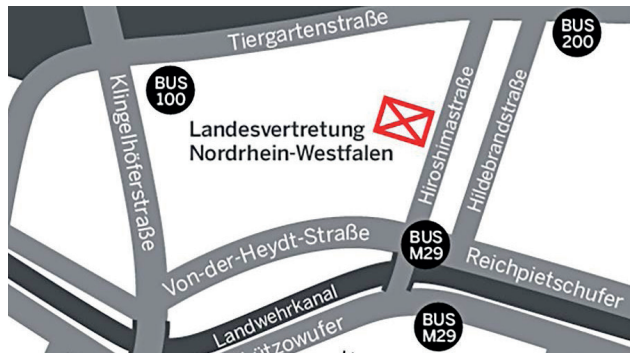 Tiergartenstraße
BUS
200
BUS
100
Klingelhöferstraße
Landesvertretung
Nordrhein-Westfalen
Hiroshimastraße
Hildebrandstraße
Von-der-Heydt-Straße
BUS
M29
Reichpietschufer
Landwehrkanal
BUS
M29